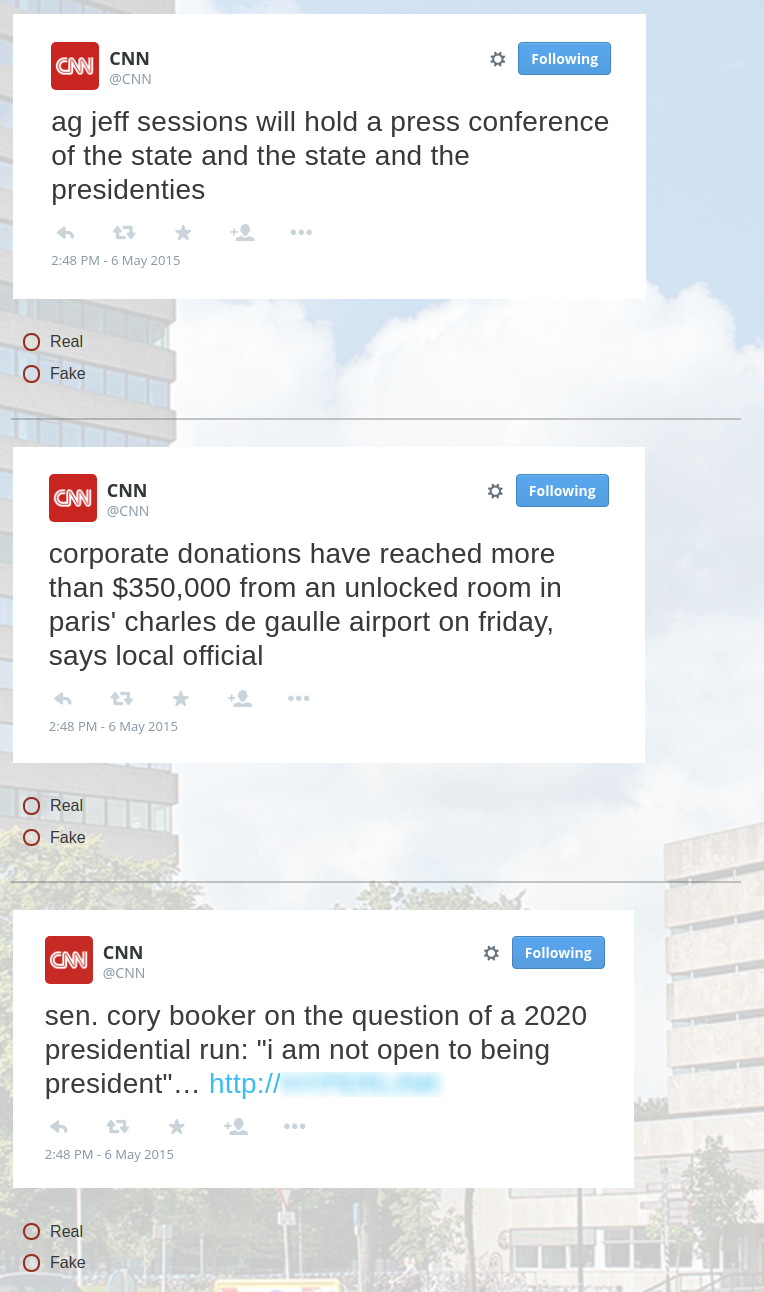 CNN CNN Following
@CNN
ag jeff sessions will hold a press conference
of the state and the state and the
presidenties
2:48 PM - 6 May 2015
Real
Fake
CNN CNN Following
@CNN
corporate donations have reached more
than $350,000 from an unlocked room in
paris' charles de gaulle airport on friday,
says local official
2:48 PM - 6 May 2015
Real
Fake
CNN CNN Following
@CNN
sen. cory booker on the question of a 2020
presidential run: "i am not open to being
president"… http://
2:48 PM - 6 May 2015
Real
Fake